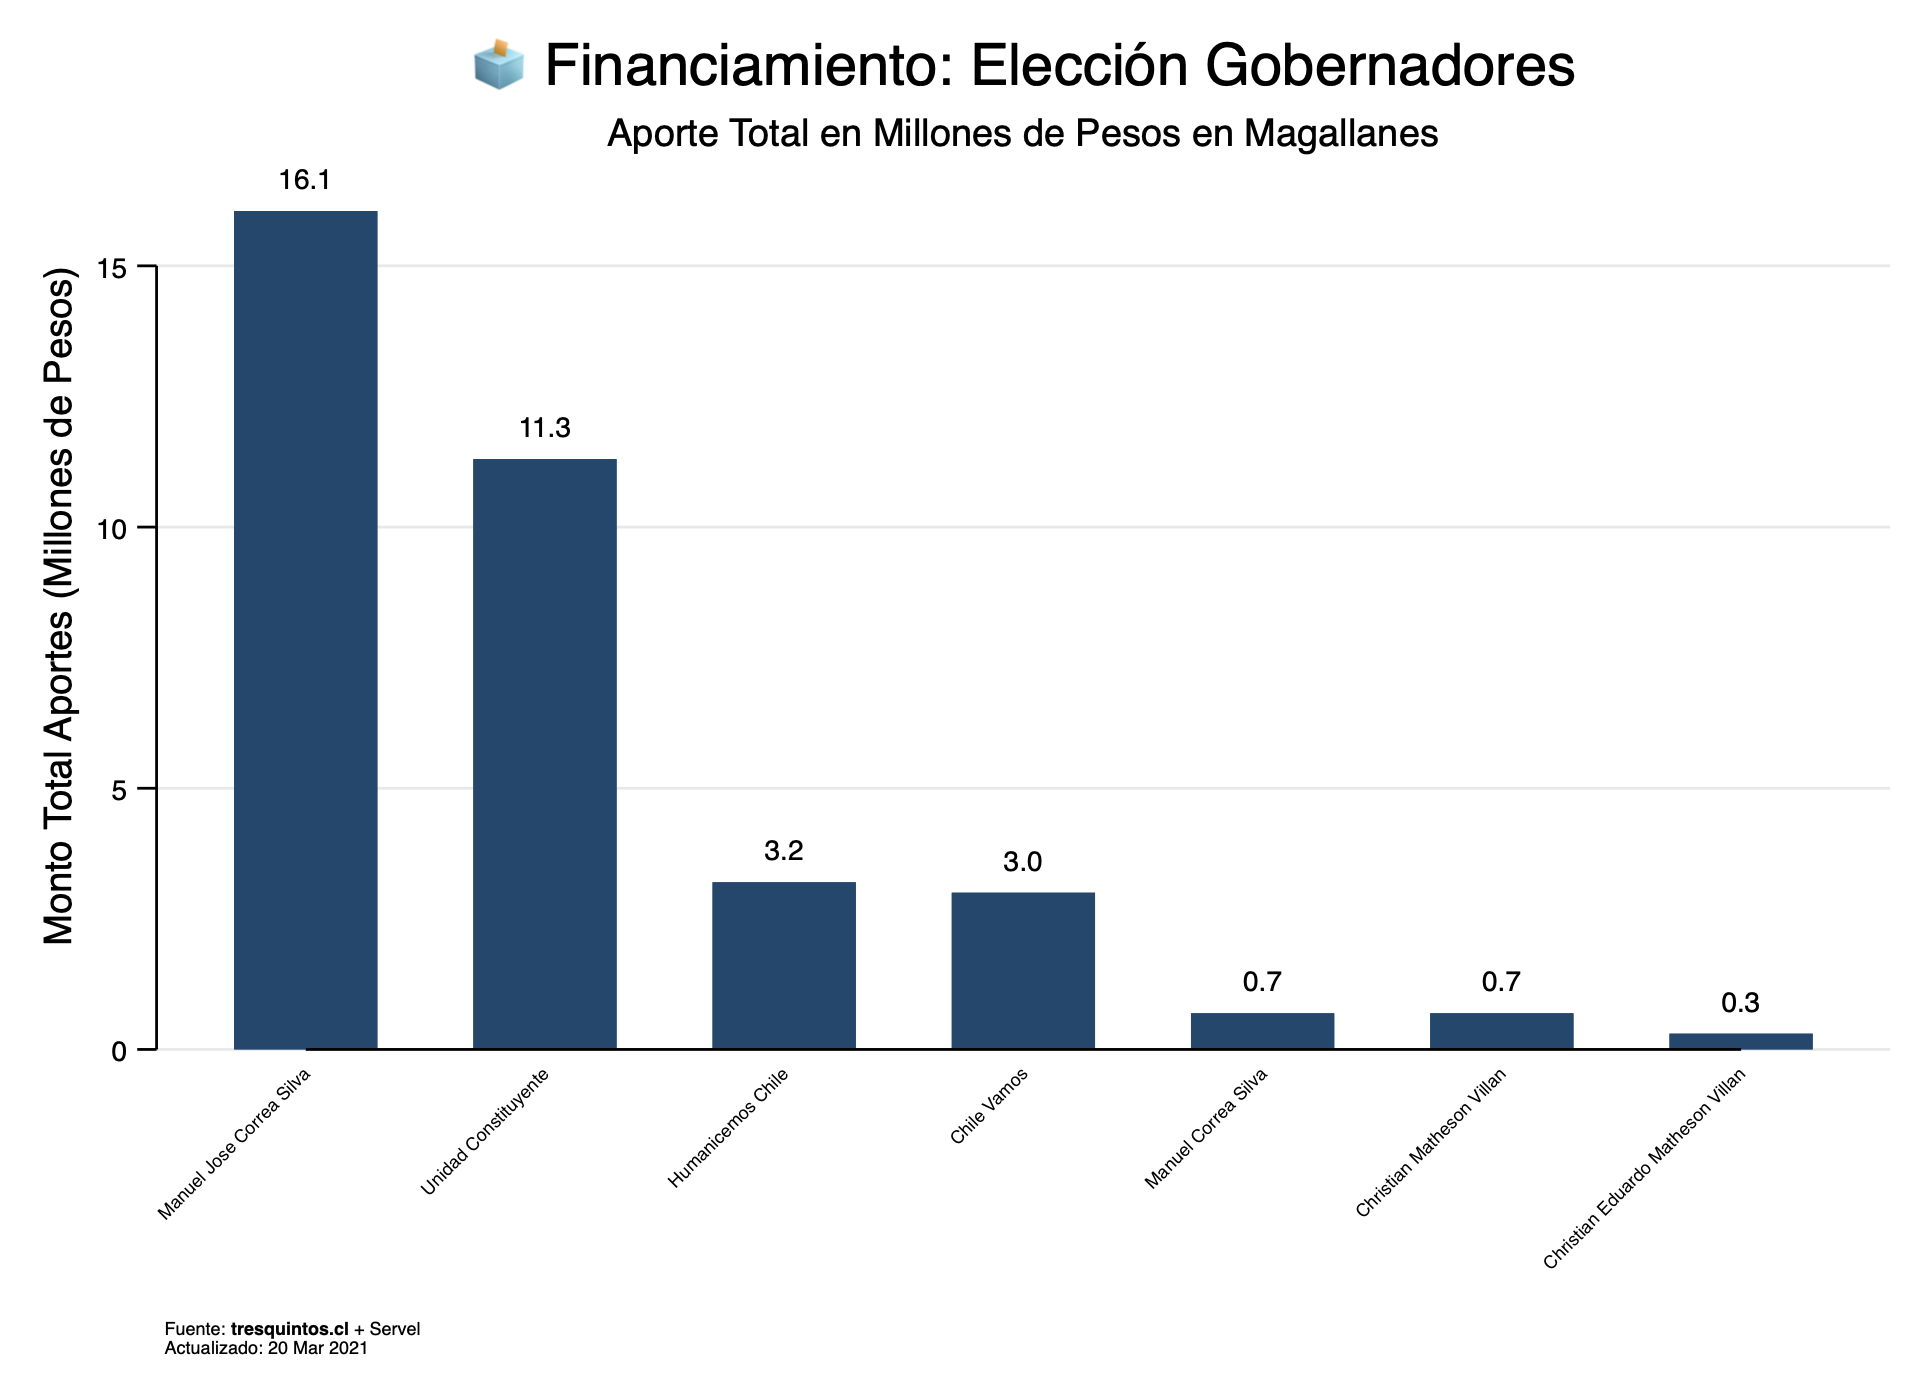 🗳️ Financiamiento: Elección Gobernadores
Aporte Total en Millones de Pesos en Magallanes
Monto Total Aportes (Millones de Pesos)
15
10
5
0
16.1
11.3
3.2
3.0
0.7
0.7
0.3
Manuel Jose Correa Silva
Unidad Constituyente
Humanicemos Chile
Chile Vamos
Manuel Correa Silva
Christian Matheson Villan
Christian Eduardo Matheson Villan
Fuente: tresquintos.cl + Servel
Actualizado: 20 Mar 2021